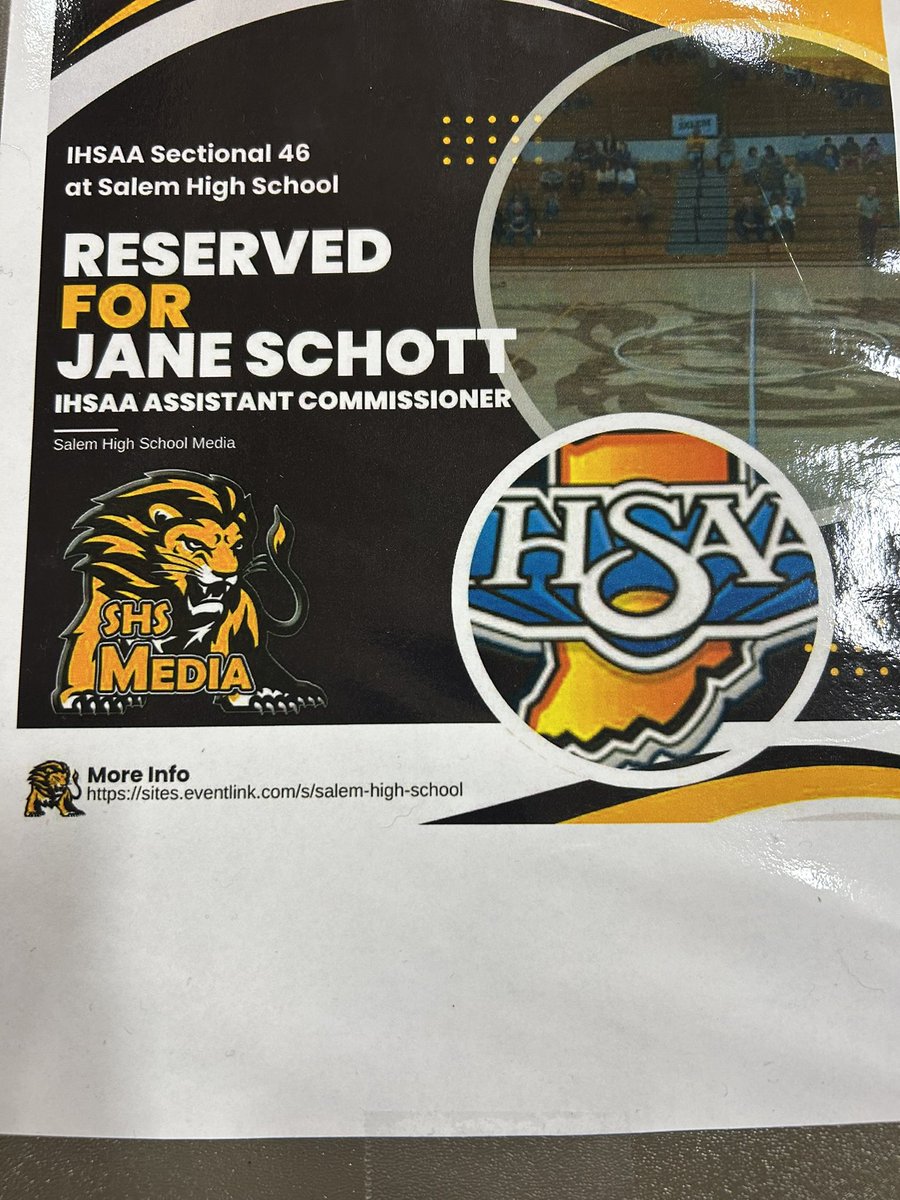 IHSAA Sectional 46
at Salem High School
RESERVED
FOR
JANE SCHOTT
IHSAA ASSISTANT COMMISSIONER
Salem High School Media
SALEM
SHS
MEDIA
IHSAA
More Info
https://sites.eventlink.com/s/salem-high-school